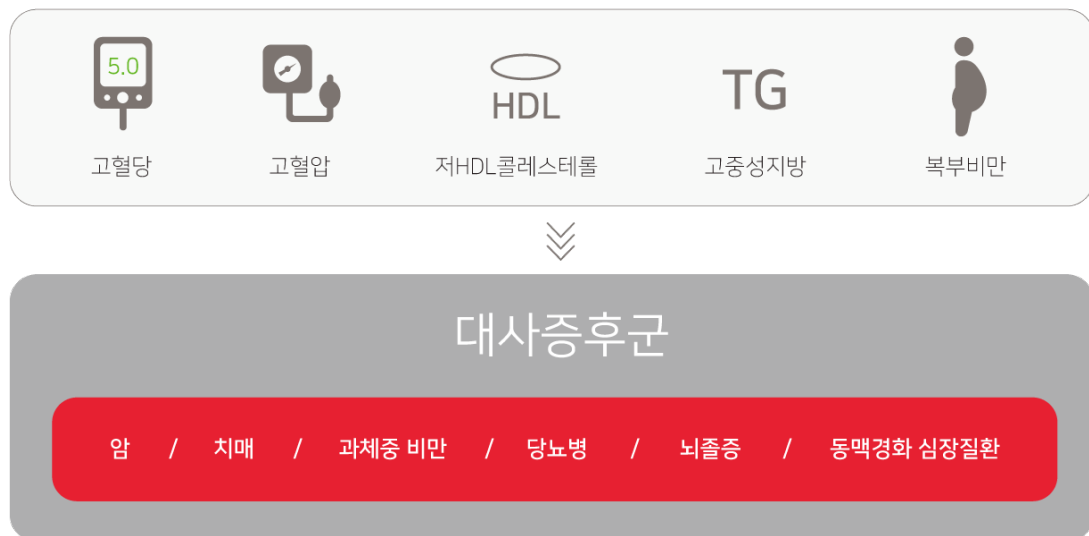 5.0
HDL
TG
고혈당 고혈압 저HDL콜레스테롤 고중성지방 복부비만
대사증후군
암 / 치매 / 과체중 비만 / 당뇨병 / 뇌졸증 / 동맥경화 심장질환